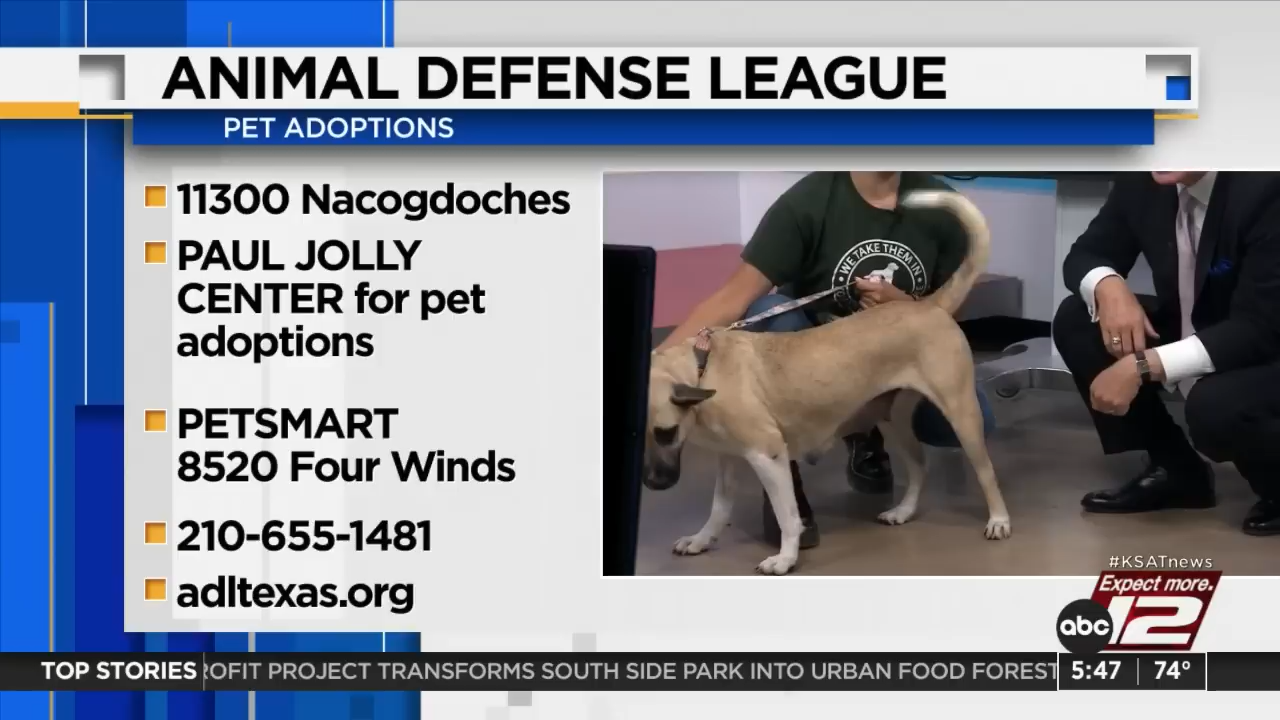 ANIMAL DEFENSE LEAGUE
PET ADOPTIONS
11300 Nacogdoches
PAUL JOLLY
CENTER for pet
adoptions
PETSMART
8520 Four Winds
210-655-1481
adltexas.org
WE TAKE THEM IN
#KSATnews
Expect more.
abc 12
TOP STORIES
PROFIT PROJECT TRANSFORMS SOUTH SIDE PARK INTO URBAN FOOD FOREST
5:47 74°